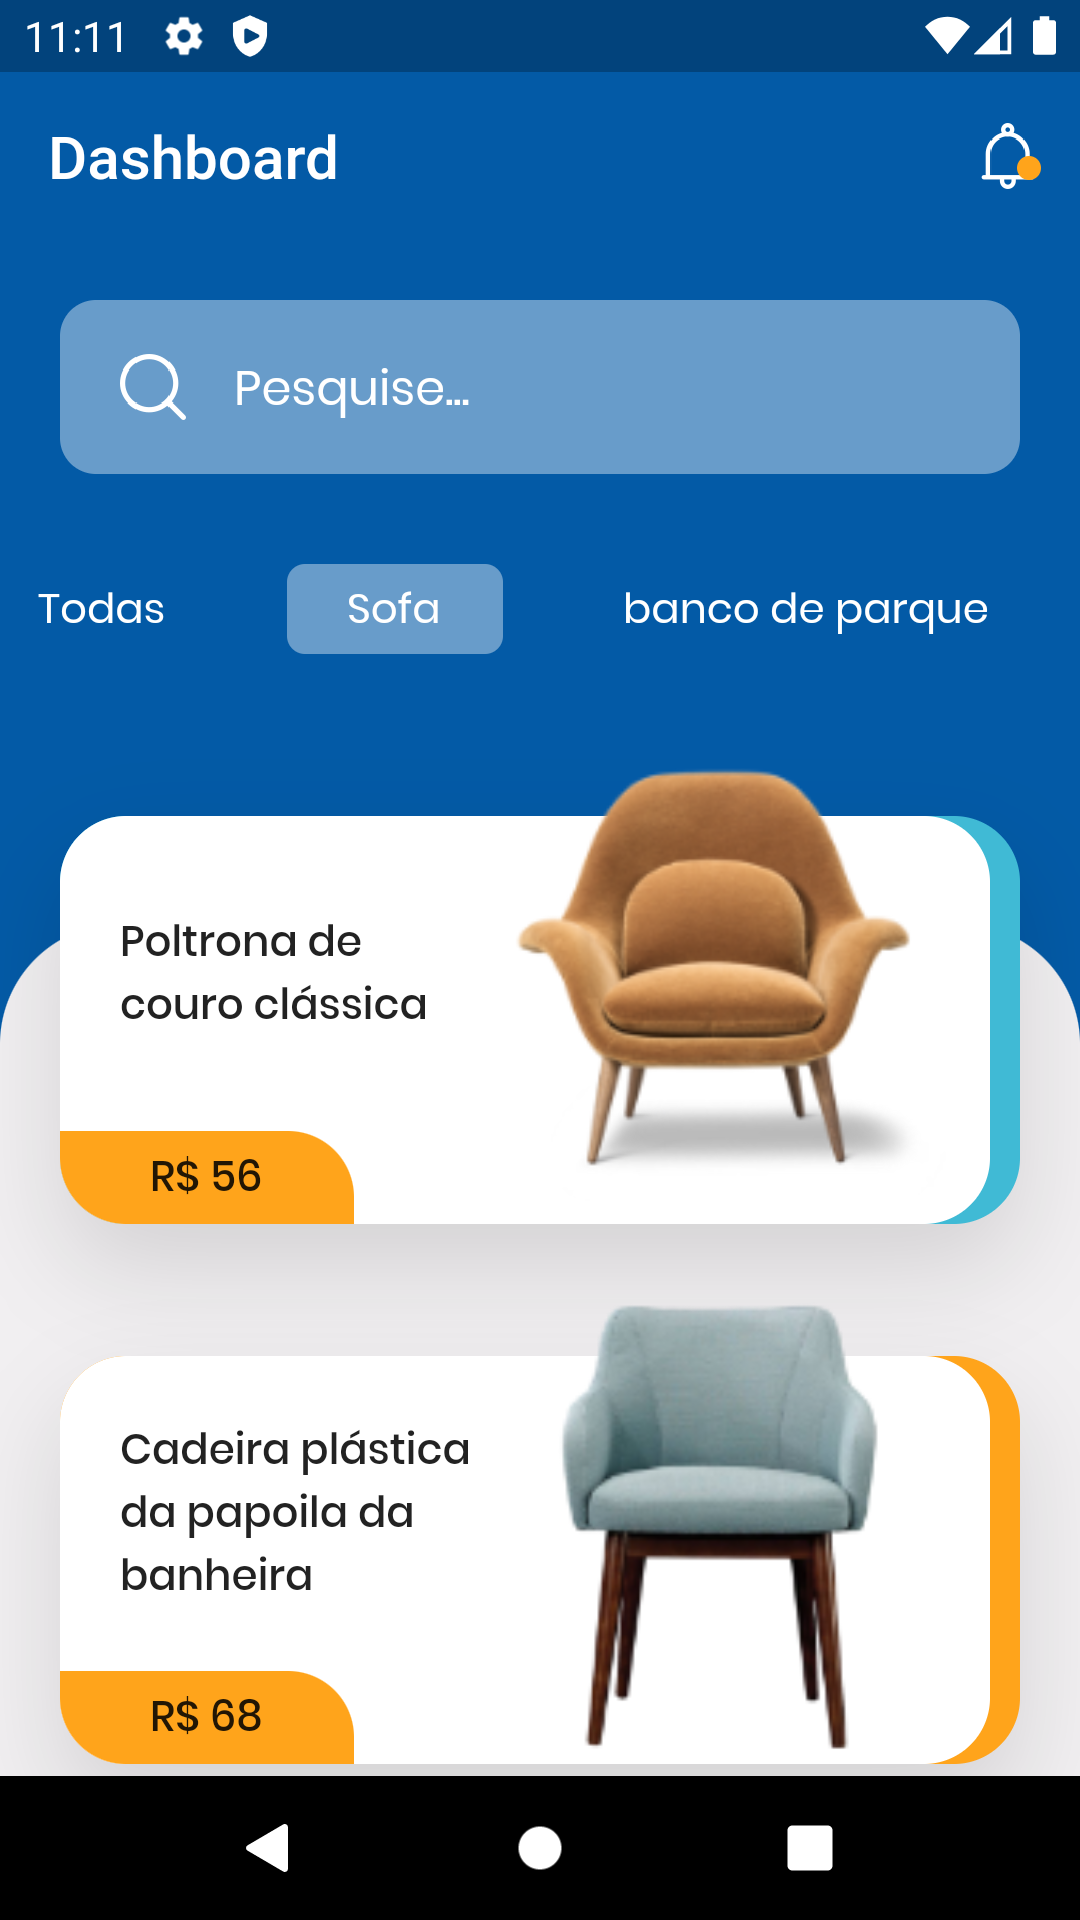 11:11
Dashboard
Pesquise...
Todas
Sofa
banco de parque
Poltrona de
couro clássica
R$ 56
Cadeira plástica
da papoila da
banheira
R$ 68